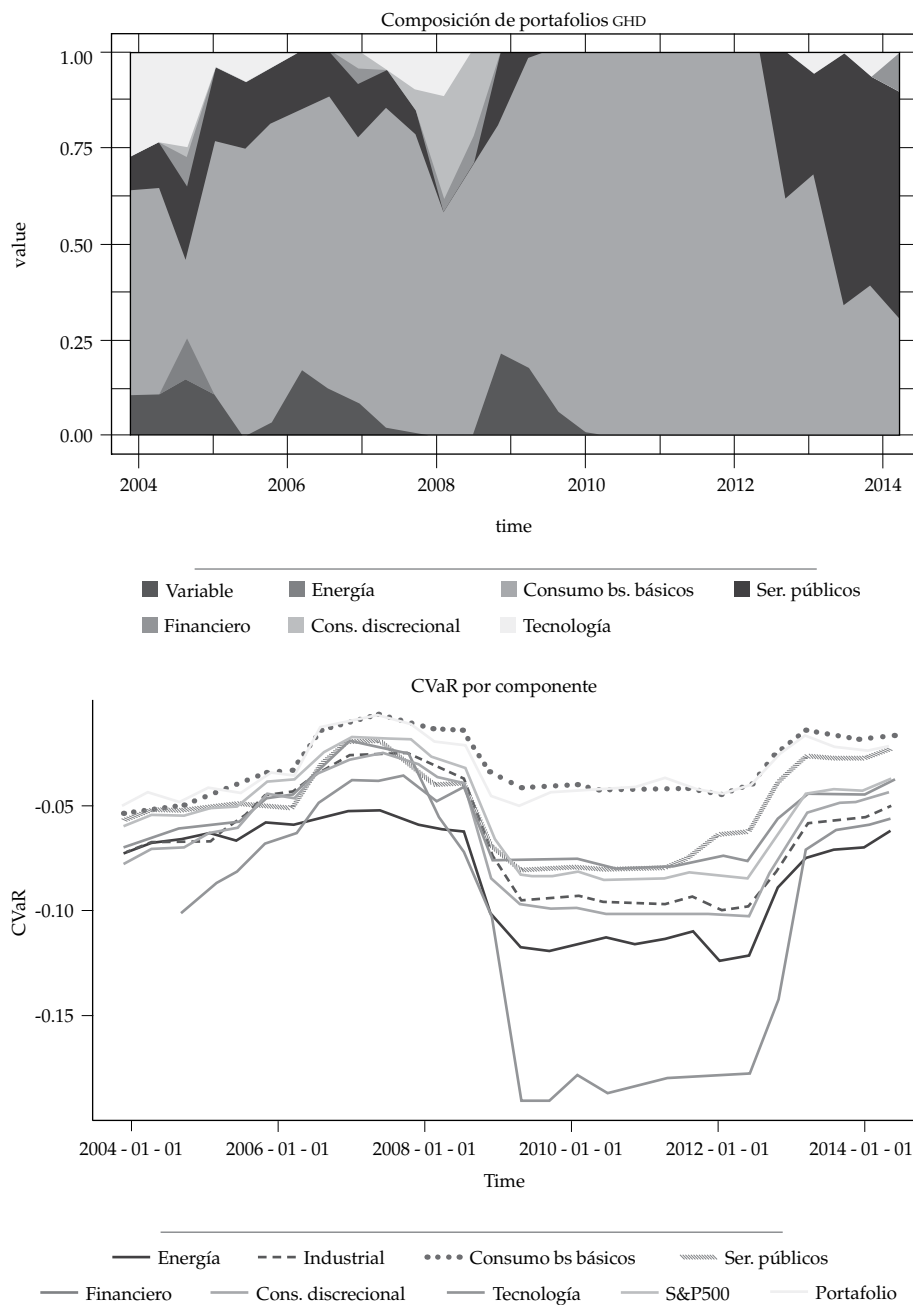 Composición de portafolios GHD
1.00
0.75
0.50
0.25
0.00
value
2004 2006 2008 2010 2012 2014
time
Variable Energía Consumo bs. básicos Ser. públicos
Financiero Cons. discrecional Tecnología
CVaR por componente
-0.05
-0.10
-0.15
CVaR
2004 - 01 - 01 2006 - 01 - 01 2008 - 01 - 01 2010 - 01 - 01 2012 - 01 - 01 2014 - 01 - 01
Time
Energía Industrial Consumo bs básicos Ser. públicos
Financiero Cons. discrecional Tecnología S&P500 Portafolio